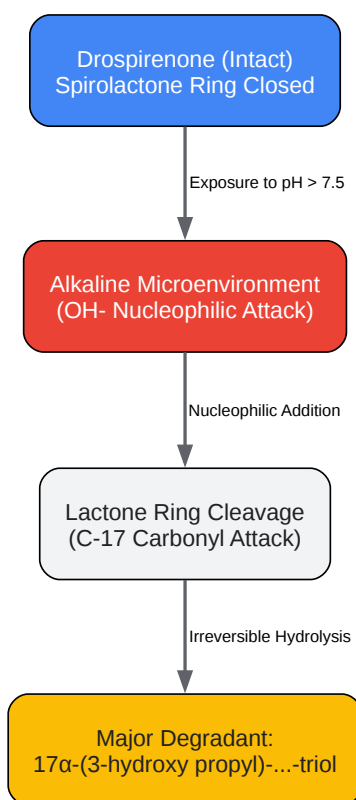 Drospirenone (Intact)
Spirolactone Ring Closed
Exposure to pH > 7.5
Alkaline Microenvironment
(OH- Nucleophilic Attack)
Nucleophilic Addition
Lactone Ring Cleavage
(C-17 Carbonyl Attack)
Irreversible Hydrolysis
Major Degradant:
17α-(3-hydroxy propyl)-...-triol